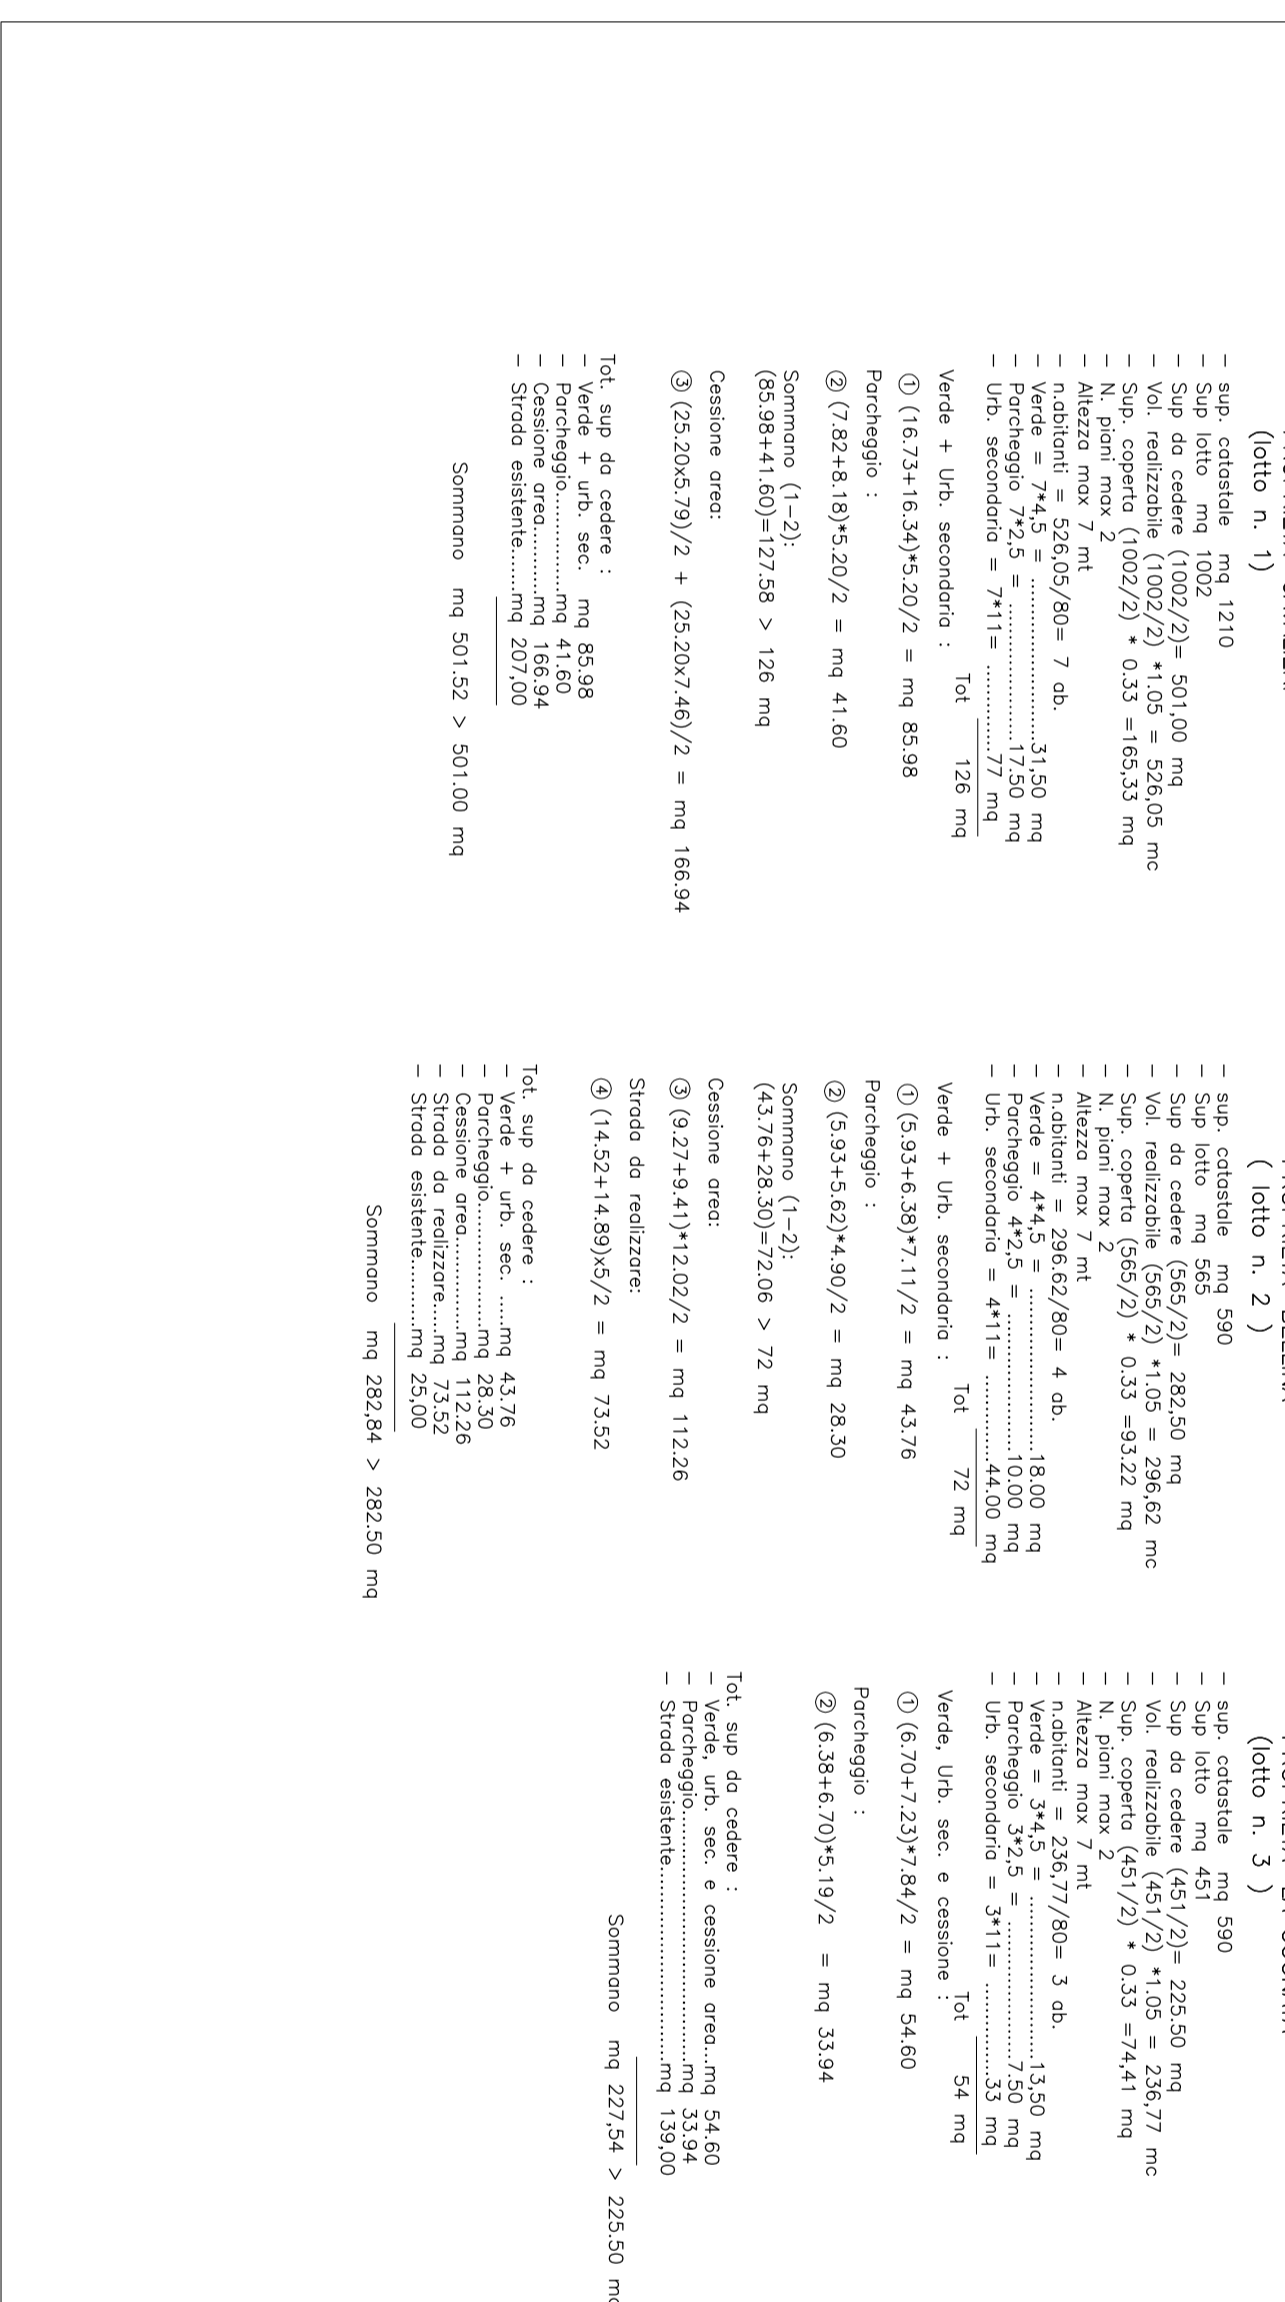 (lotto n. 1)
– sup. catastale mq 1210
– Sup lotto mq 1002
– Sup da cedere (1002/2)= 501,00 mq
– Vol. realizzabile (1002/2) *1.05 = 526,05 mc
– Sup. coperta (1002/2) * 0.33 =165,33 mq
– N. piani max 2
– Altezza max 7 mt
– n.abitanti = 526,05/80= 7 ab.
– Verde = 7*4,5 = .........................31,50 mq
– Parcheggio 7*2,5 = .....................17.50 mq
– Urb. secondaria = 7*11= .............77 mq
Tot 126 mq
Verde + Urb. secondaria :
① (16.73+16.34)*5.20/2 = mq 85.98
Parcheggio :
② (7.82+8.18)*5.20/2 = mq 41.60
Sommano (1–2):
(85.98+41.60)=127.58 > 126 mq
Cessione area:
③ (25.20x5.79)/2 + (25.20x7.46)/2 = mq 166.94
Tot. sup da cedere :
– Verde + urb. sec. mq 85.98
– Parcheggio...............mq 41.60
– Cessione area..........mq 166.94
– Strada esistente......mq 207,00
Sommano mq 501.52 > 501.00 mq
( lotto n. 2 )
– sup. catastale mq 590
– Sup lotto mq 565
– Sup da cedere (565/2)= 282,50 mq
– Vol. realizzabile (565/2) *1.05 = 296,62 mc
– Sup. coperta (565/2) * 0.33 =93.22 mq
– N. piani max 2
– Altezza max 7 mt
– n.abitanti = 296.62/80= 4 ab.
– Verde = 4*4,5 = .........................18.00 mq
– Parcheggio 4*2,5 = .....................10.00 mq
– Urb. secondaria = 4*11= .............44.00 mq
Tot 72 mq
Verde + Urb. secondaria :
① (5.93+6.38)*7.11/2 = mq 43.76
Parcheggio :
② (5.93+5.62)*4.90/2 = mq 28.30
Sommano (1–2):
(43.76+28.30)=72.06 > 72 mq
Cessione area:
③ (9.27+9.41)*12.02/2 = mq 112.26
Strada da realizzare:
④ (14.52+14.89)x5/2 = mq 73.52
Tot. sup da cedere :
– Verde + urb. sec. .....mq 43.76
– Parcheggio..................mq 28.30
– Cessione area.............mq 112.26
– Strada da realizzare.....mq 73.52
– Strada esistente..........mq 25,00
Sommano mq 282,84 > 282.50 mq
(lotto n. 3 )
– sup. catastale mq 590
– Sup lotto mq 451
– Sup da cedere (451/2)= 225.50 mq
– Vol. realizzabile (451/2) *1.05 = 236,77 mc
– Sup. coperta (451/2) * 0.33 =74,41 mq
– N. piani max 2
– Altezza max 7 mt
– n.abitanti = 236,77/80= 3 ab.
– Verde = 3*4,5 = .........................13,50 mq
– Parcheggio 3*2,5 = .....................7.50 mq
– Urb. secondaria = 3*11= .............33 mq
Tot 54 mq
Verde, Urb. sec. e cessione :
① (6.70+7.23)*7.84/2 = mq 54.60
Parcheggio :
② (6.38+6.70)*5.19/2 = mq 33.94
Tot. sup da cedere :
– Verde, urb. sec. e cessione area...mq 54.60
– Parcheggio....................................mq 33.94
– Strada esistente............................mq 139,00
Sommano mq 227,54 > 225.50